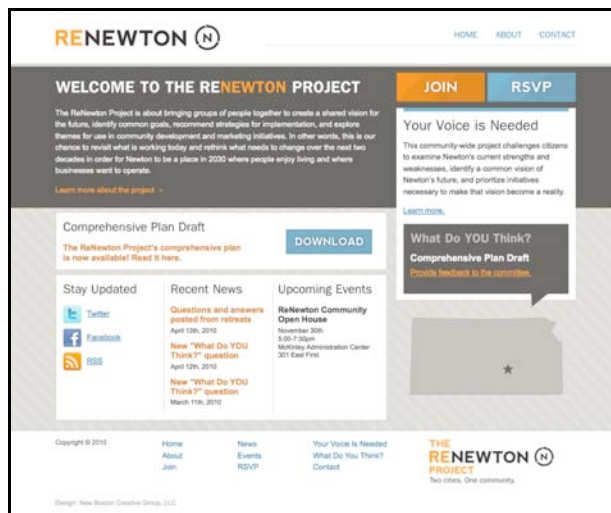 RENEWTON N
HOME ABOUT CONTACT
WELCOME TO THE RENEWTON PROJECT
The ReNewton Project is about bringing groups of people together to create a shared vision for
the future, identify common goals, recommend strategies for implementation, and explore
themes for use in community development and marketing initiatives. In other words, this is our
chance to revisit what is working today and rethink what needs to change over the next two
decades in order for Newton to be a place in 2030 where people enjoy living and where
businesses want to operate.
Learn more about the project »
JOIN
RSVP
Your Voice is Needed
This community-wide project challenges citizens
to examine Newton's current strengths and
weaknesses, identify a common vision of
Newton's future, and prioritize initiatives
necessary to make that vision become a reality.
Learn more.
Comprehensive Plan Draft
The ReNewton Project's comprehensive plan
is now available! Read it here.
DOWNLOAD
What Do YOU Think?
Comprehensive Plan Draft
Provide feedback to the committee.
Stay Updated
Twitter
Facebook
RSS
Recent News
Questions and answers
posted from retreats
April 13th, 2010
New "What Do YOU
Think?" question
April 12th, 2010
New "What Do YOU
Think?" question
March 11th, 2010
Upcoming Events
ReNewton Community
Open House
November 30th
5:00-7:30pm
McKinley Administration Center
301 East First.
Copyright © 2010
Home
About
Join
News
Events
RSVP
Your Voice Is Needed
What Do YOU Think?
Contact
THE
RENEWTON N
PROJECT
Two cities. One community.
Design: New Boston Creative Group, LLC.